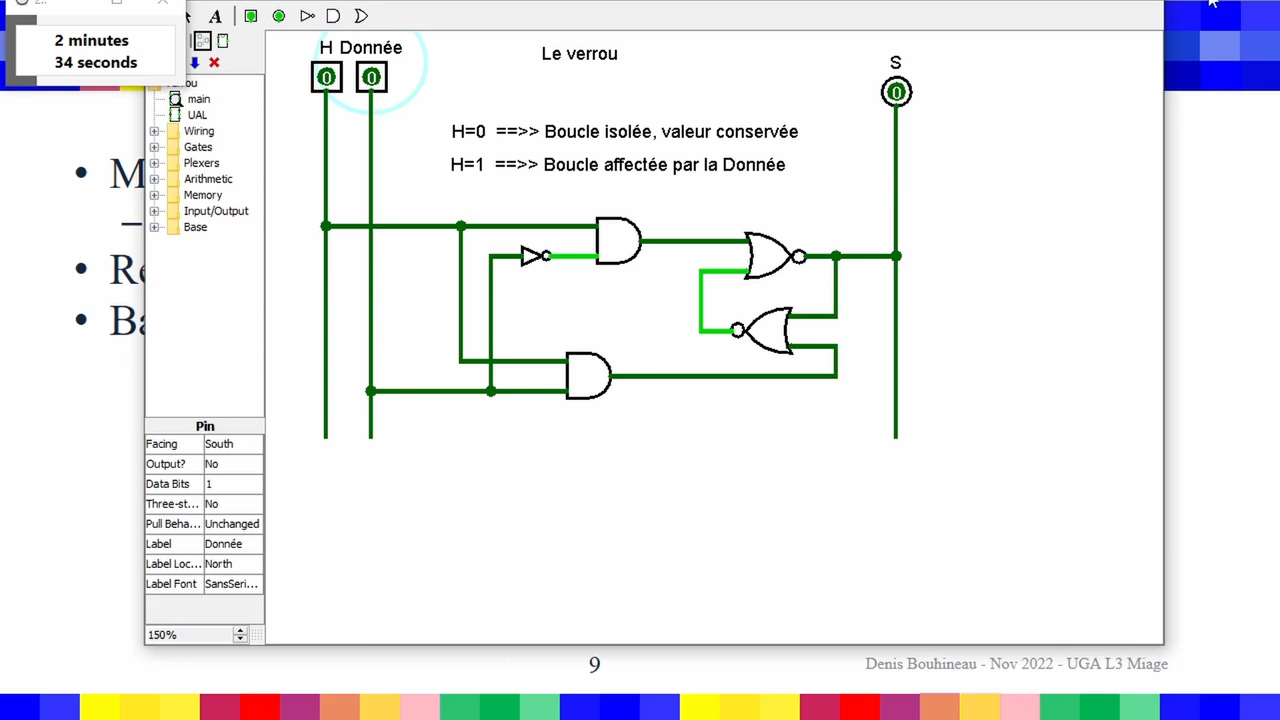 2 minutes
34 seconds
A
H Donnée
Le verrou
S
0
0
0
H=0 ==>> Boucle isolée, valeur conservée
H=1 ==>> Boucle affectée par la Donnée
main
UAL
Wiring
Gates
Plexers
Arithmetic
Memory
Input/Output
Base
Pin
Facing South
Output? No
Data Bits 1
Three-st... No
Pull Beha... Unchanged
Label Donnée
Label Loc... North
Label Font SansSeri...
150%
9
Denis Bouhineau - Nov 2022 - UGA L3 Miage